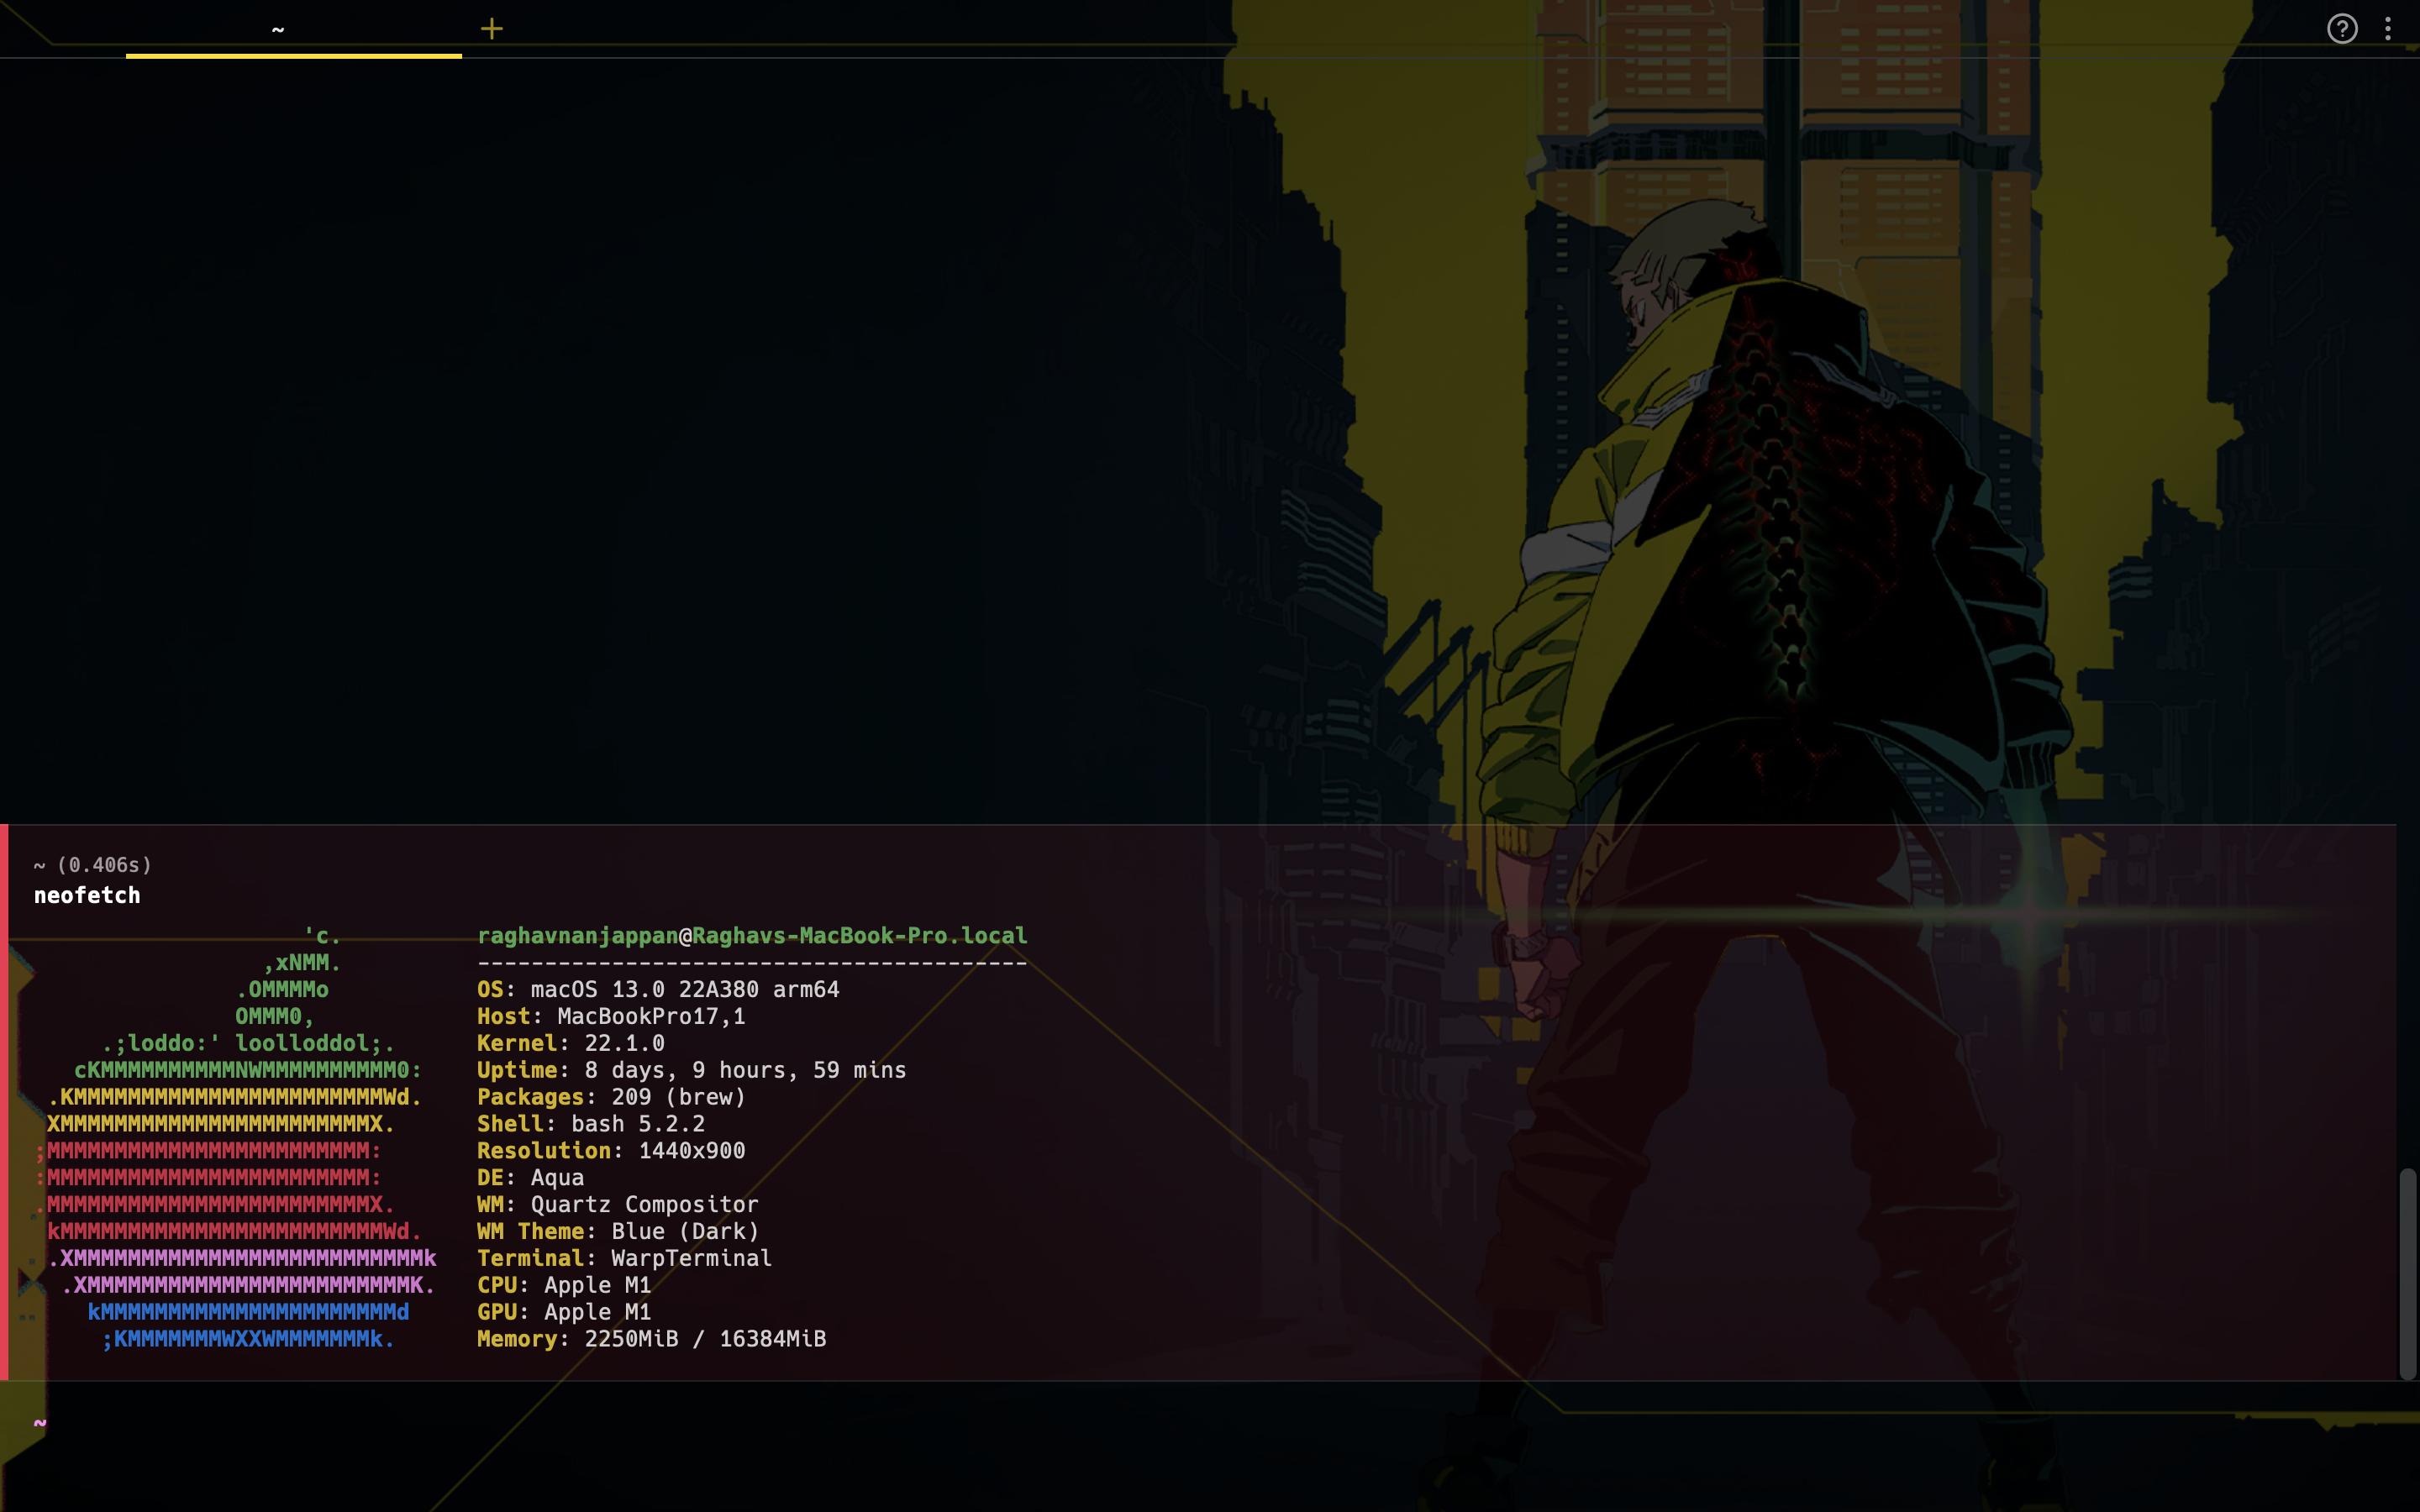 ~ +
~ (0.406s)
neofetch
'c. raghavnanjappan@Raghavs-MacBook-Pro.local
,xNMM. -----------------------------------------
.OMMMMo OS: macOS 13.0 22A380 arm64
OMMM0, Host: MacBookPro17,1
.;loddo:' loolloddol;. Kernel: 22.1.0
cKMMMMMMMMMMNWMMMMMMMMMM0: Uptime: 8 days, 9 hours, 59 mins
.KMMMMMMMMMMMMMMMMMMMMMMMWd. Packages: 209 (brew)
XMMMMMMMMMMMMMMMMMMMMMMMX. Shell: bash 5.2.2
;MMMMMMMMMMMMMMMMMMMMMMMM: Resolution: 1440x900
:MMMMMMMMMMMMMMMMMMMMMMMM: DE: Aqua
.MMMMMMMMMMMMMMMMMMMMMMMMX. WM: Quartz Compositor
kMMMMMMMMMMMMMMMMMMMMMMMMWd. WM Theme: Blue (Dark)
.XMMMMMMMMMMMMMMMMMMMMMMMMMMk Terminal: WarpTerminal
.XMMMMMMMMMMMMMMMMMMMMMMMMK. CPU: Apple M1
kMMMMMMMMMMMMMMMMMMMMMMd GPU: Apple M1
;KMMMMMMMWXXWMMMMMMMk. Memory: 2250MiB / 16384MiB
~